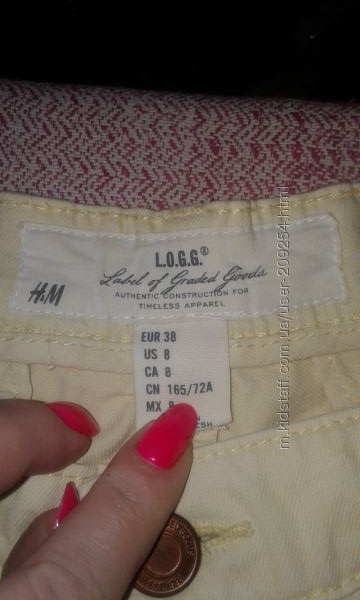 L.O.G.G.®
Label of Graded Goods
H&M
AUTHENTIC CONSTRUCTION FOR
TIMELESS APPAREL
EUR 38
US 8
CA 8
CN 165/72A
MX
m.kidstaff.com.ua/user-209254.html